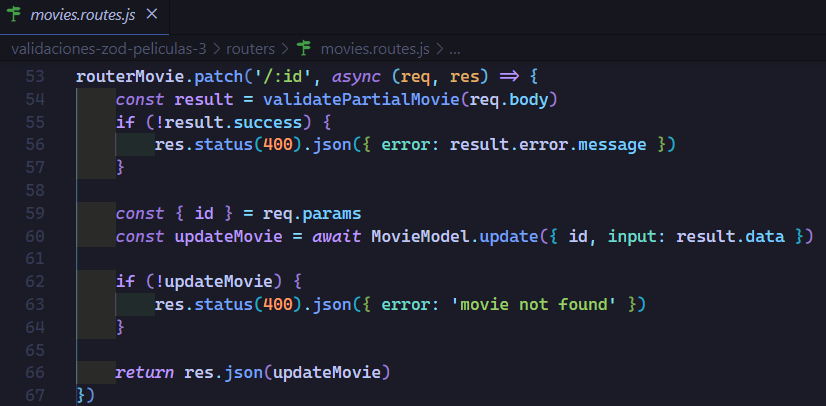 movies.routes.js ×
validaciones-zod-peliculas-3 > routers > movies.routes.js > ...
53 routerMovie.patch('/:id', async (req, res) => {
54 const result = validatePartialMovie(req.body)
55 if (!result.success) {
56 res.status(400).json({ error: result.error.message })
57 }
58
59 const { id } = req.params
60 const updateMovie = await MovieModel.update({ id, input: result.data })
61
62 if (!updateMovie) {
63 res.status(400).json({ error: 'movie not found' })
64 }
65
66 return res.json(updateMovie)
67 })